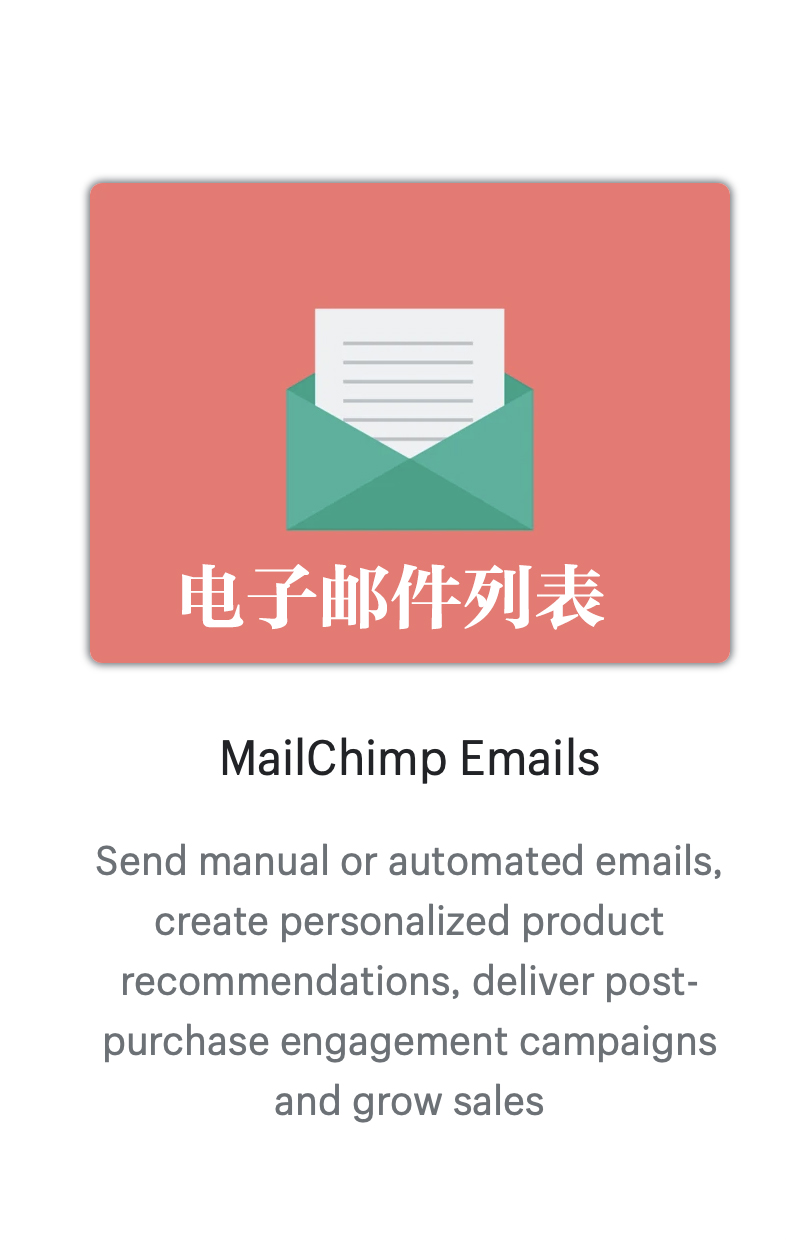 电子邮件列表
MailChimp Emails
Send manual or automated emails,
create personalized product
recommendations, deliver post-
purchase engagement campaigns
and grow sales